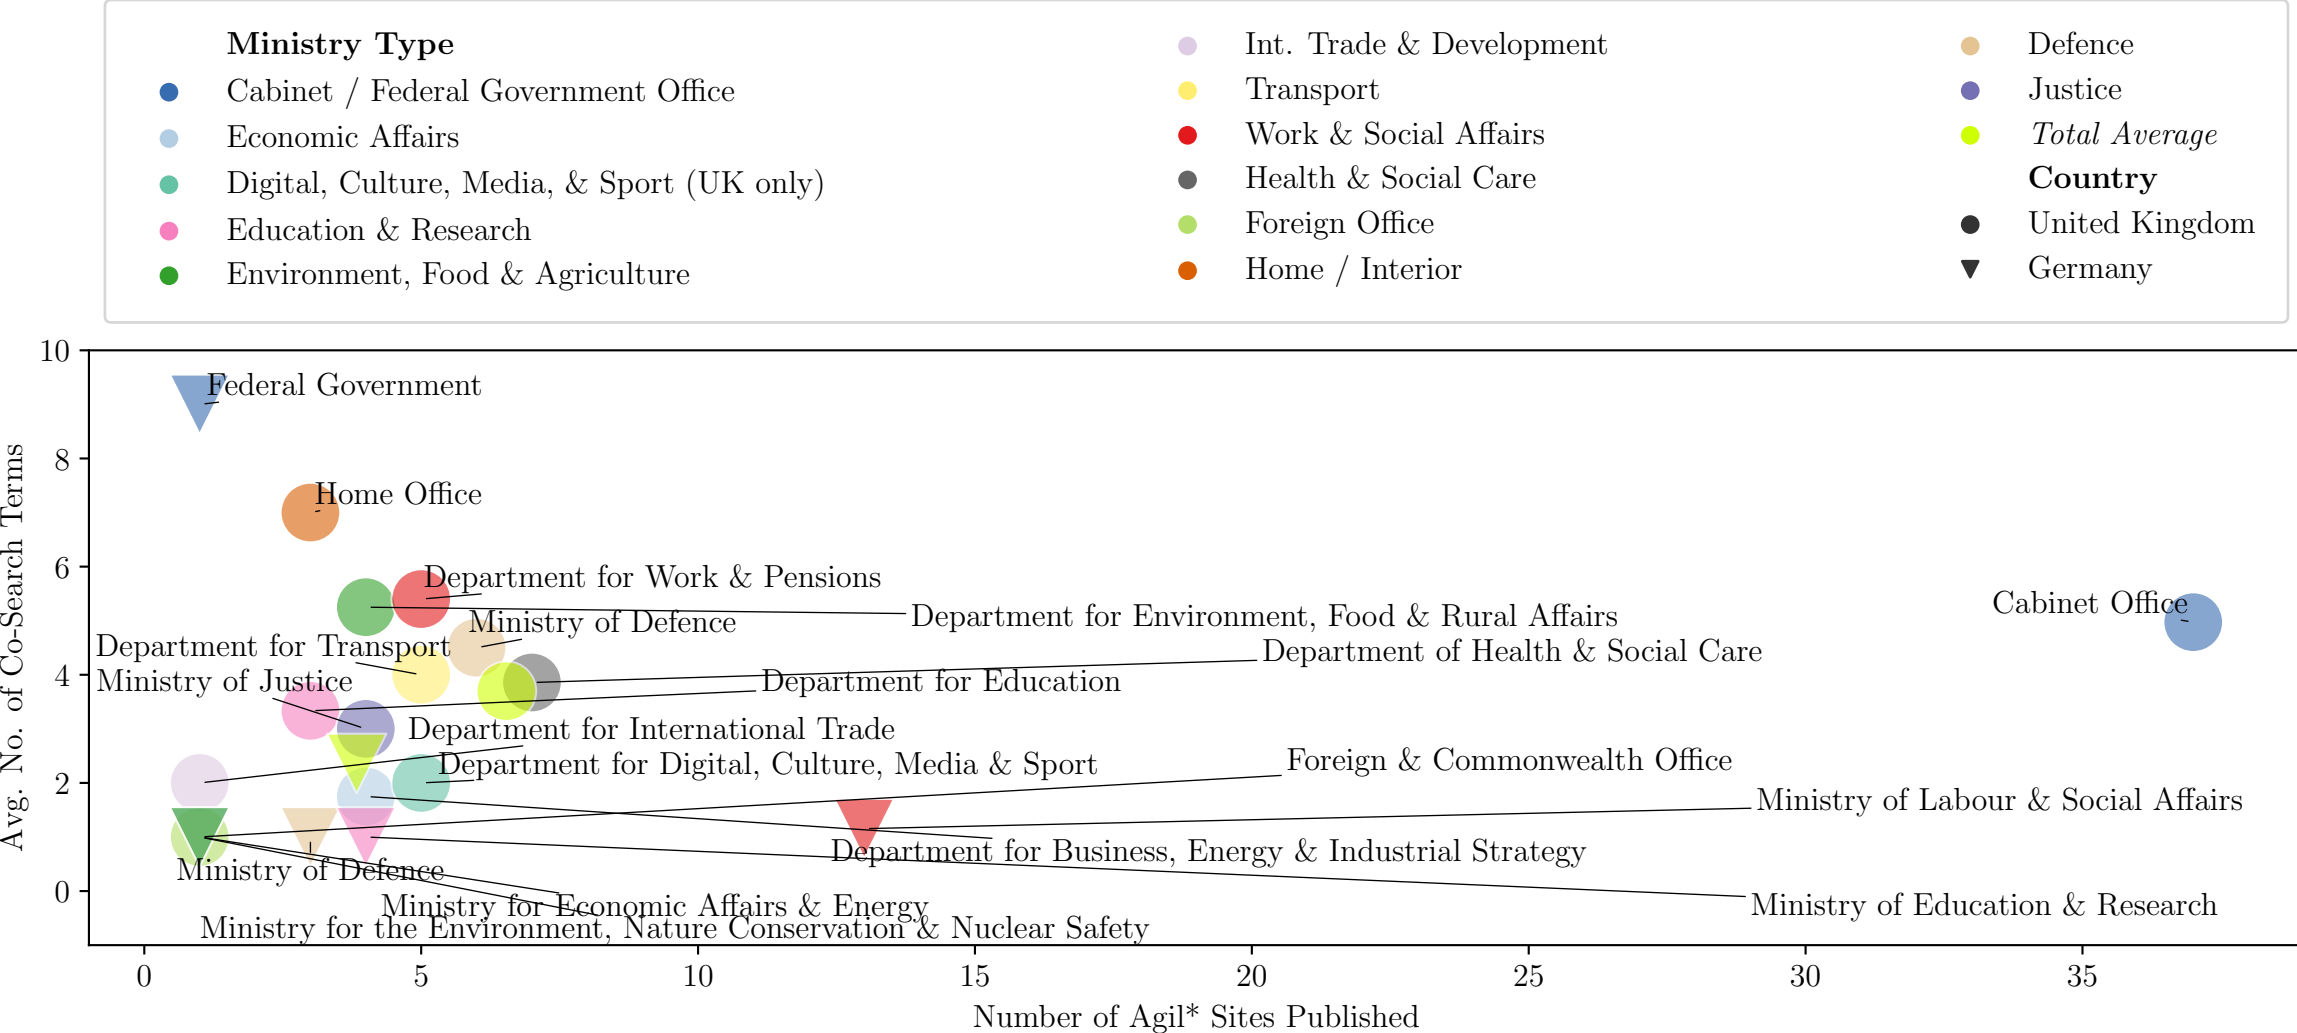 Ministry Type
Cabinet / Federal Government Office
Economic Affairs
Digital, Culture, Media, & Sport (UK only)
Education & Research
Environment, Food & Agriculture
Int. Trade & Development
Transport
Work & Social Affairs
Health & Social Care
Foreign Office
Home / Interior
Defence
Justice
Total Average
Country
United Kingdom
Germany
10
8
6
4
2
0
Avg. No. of Co-Search Terms
Federal Government
Home Office
Department for Work & Pensions
Cabinet Office
Department for Environment, Food & Rural Affairs
Ministry of Defence
Department for Transport
Department of Health & Social Care
Ministry of Justice
Department for Education
Department for International Trade
Department for Digital, Culture, Media & Sport
Foreign & Commonwealth Office
Ministry of Labour & Social Affairs
Department for Business, Energy & Industrial Strategy
Ministry of Defence
Ministry for Economic Affairs & Energy
Ministry of Education & Research
Ministry for the Environment, Nature Conservation & Nuclear Safety
0 5 10 15 20 25 30 35
Number of Agil* Sites Published